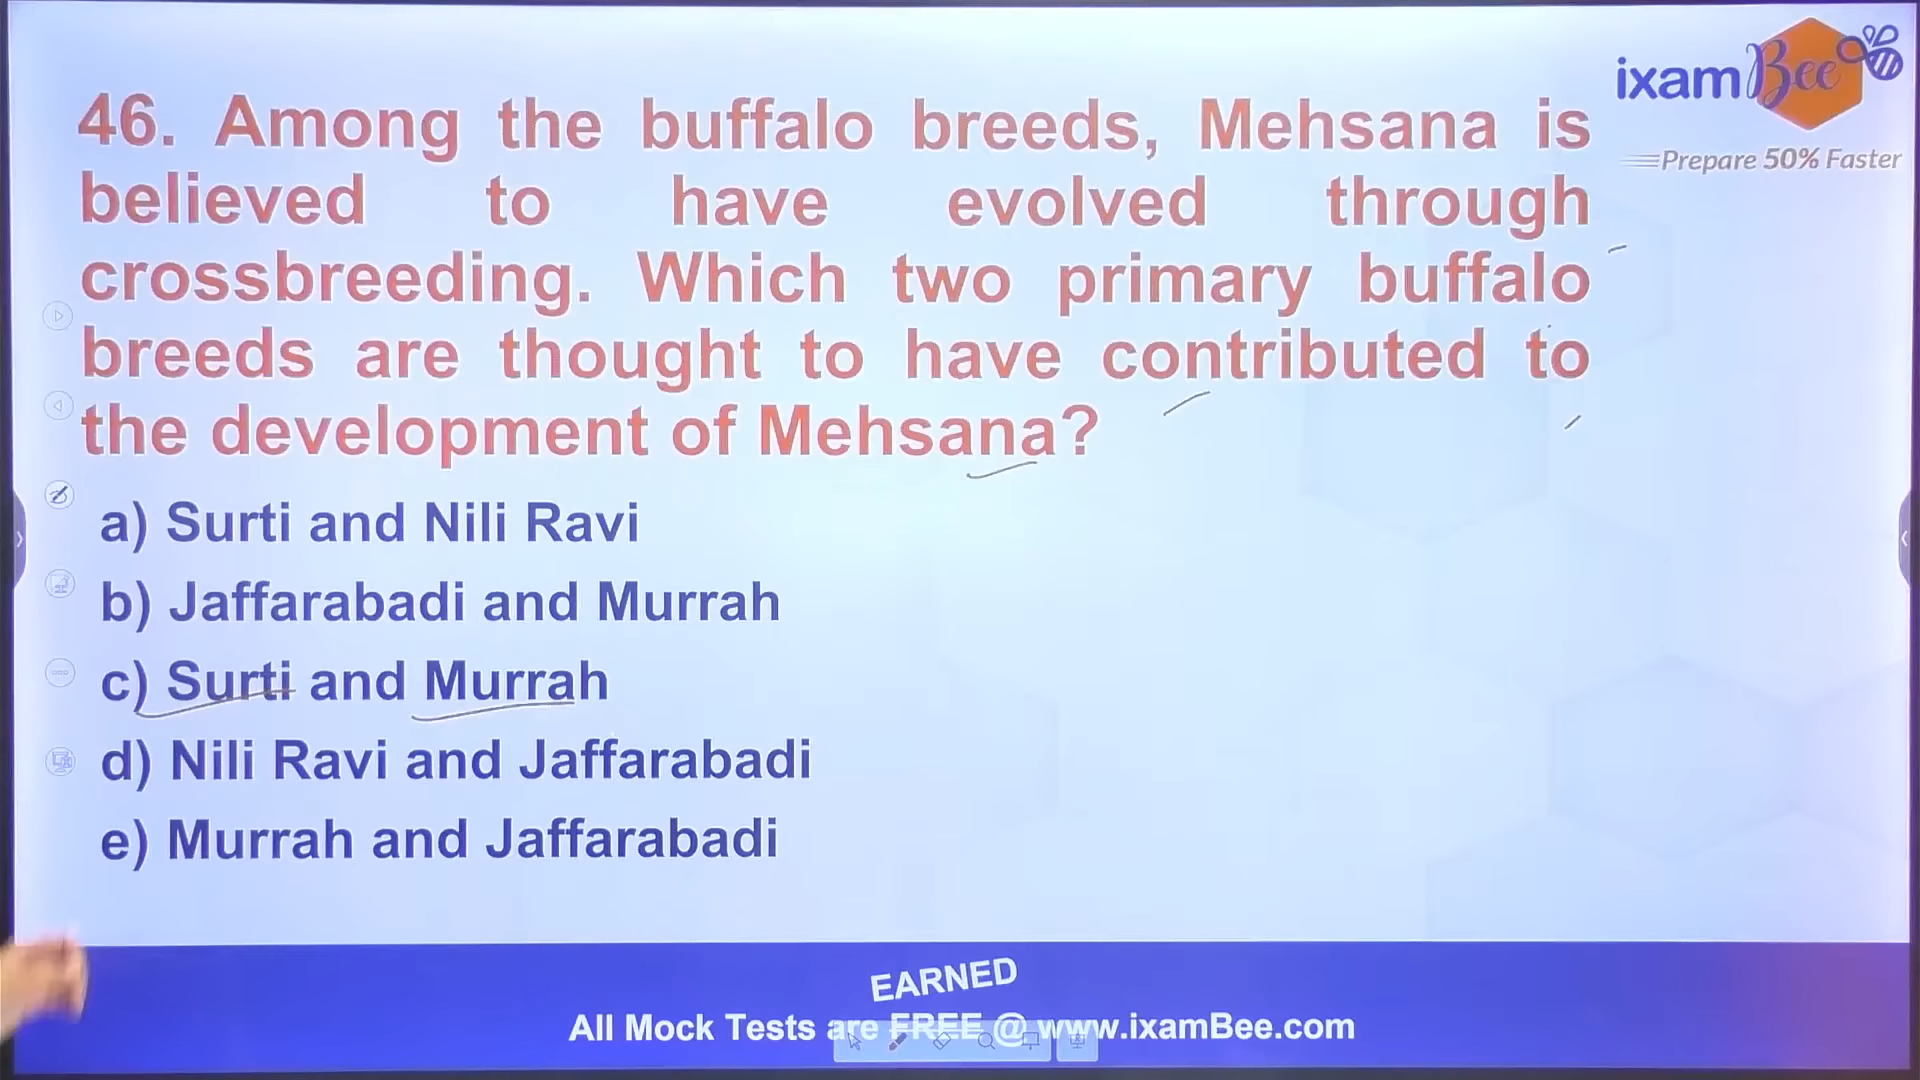 ixamBee
Prepare 50% Faster
46. Among the buffalo breeds, Mehsana is
believed to have evolved through
crossbreeding. Which two primary buffalo
breeds are thought to have contributed to
the development of Mehsana?
a) Surti and Nili Ravi
b) Jaffarabadi and Murrah
c) Surti and Murrah
d) Nili Ravi and Jaffarabadi
e) Murrah and Jaffarabadi
EARNED
All Mock Tests are FREE @ www.ixamBee.com